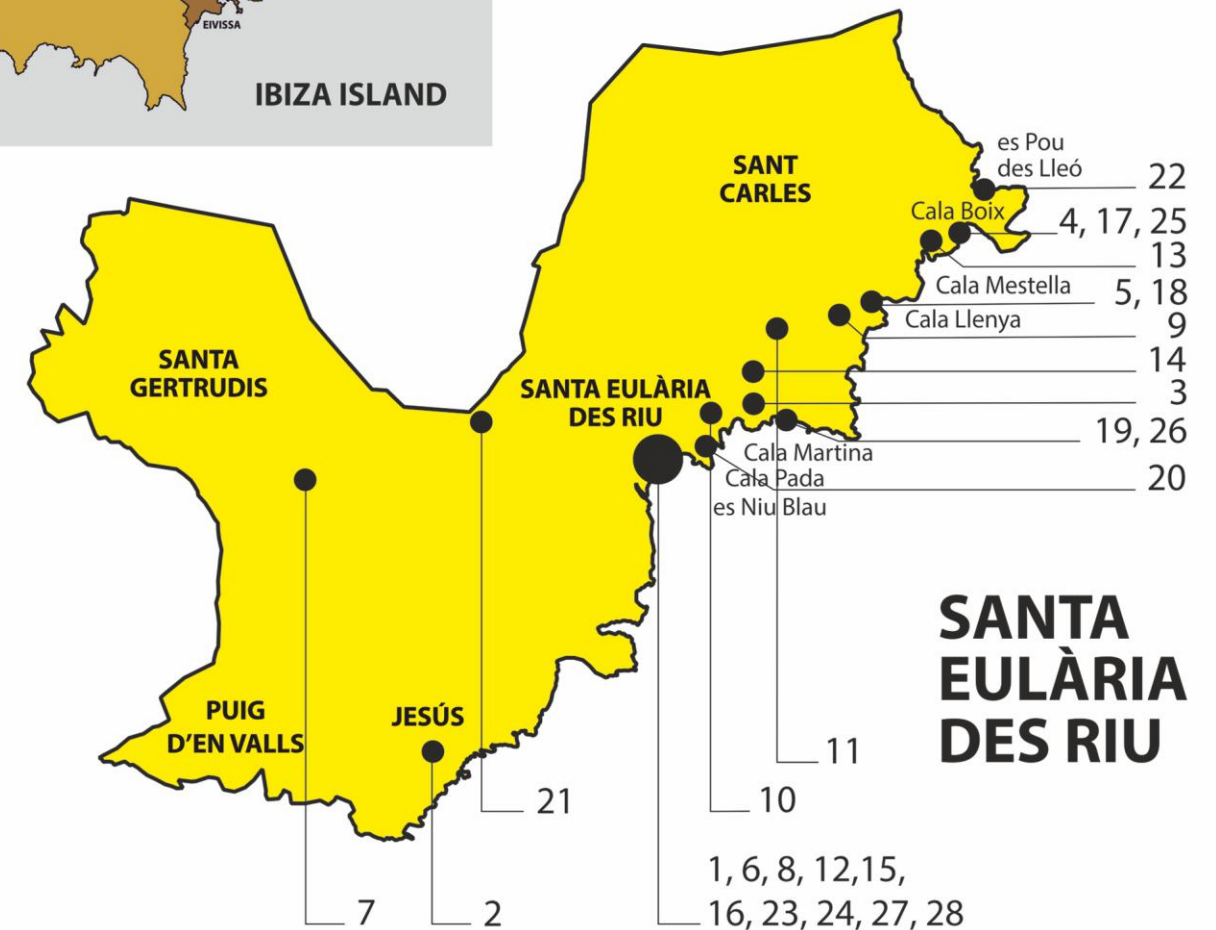 EIVISSA
IBIZA ISLAND
es Pou
des Lleó
22
SANT
CARLES
Cala Boix
4, 17, 25
13
Cala Mestella
5, 18
Cala Llenya
9
14
3
19, 26
20
SANTA
GERTRUDIS
SANTA EULÀRIA
DES RIU
Cala Martina
Cala Pada
es Niu Blau
SANTA
EULÀRIA
DES RIU
PUIG
D'EN VALLS
JESÚS
11
10
21
1, 6, 8, 12,15,
16, 23, 24, 27, 28
7
2